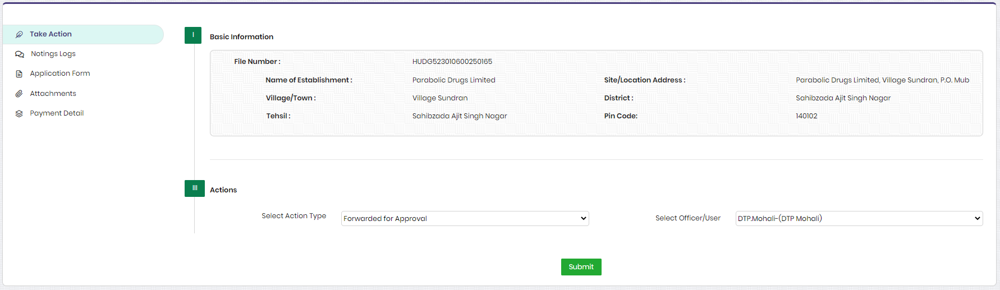 Take Action
Notings Logs
Application Form
Attachments
Payment Detail
I Basic Information
File Number : HUDG523010600250165
Name of Establishment : Parabolic Drugs Limited Site/Location Address : Parabolic Drugs Limited, Village Sundran, P.O. Mub
Village/Town : Village Sundran District : Sahibzada Ajit Singh Nagar
Tehsil : Sahibzada Ajit Singh Nagar Pin Code: 140102
III Actions
Select Action Type Forwarded for Approval Select Officer/User DTP.Mohali-(DTP Mohali)
Submit